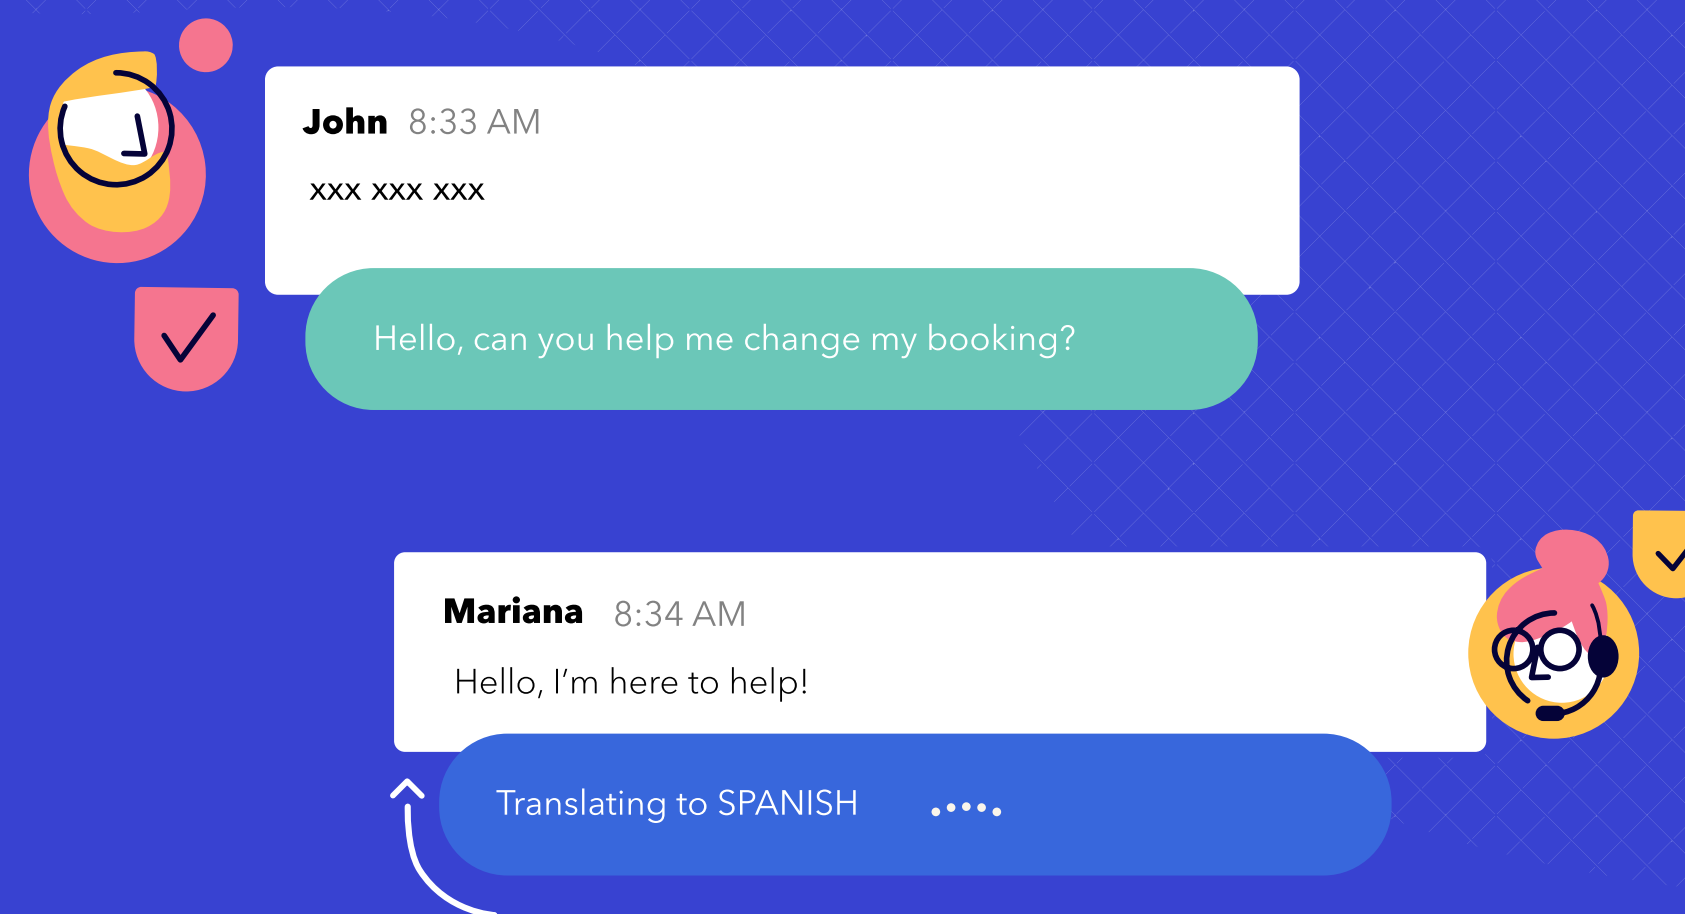 John 8:33 AM
xxx xxx xxx
Hello, can you help me change my booking?
Mariana 8:34 AM
Hello, I’m here to help!
Translating to SPANISH